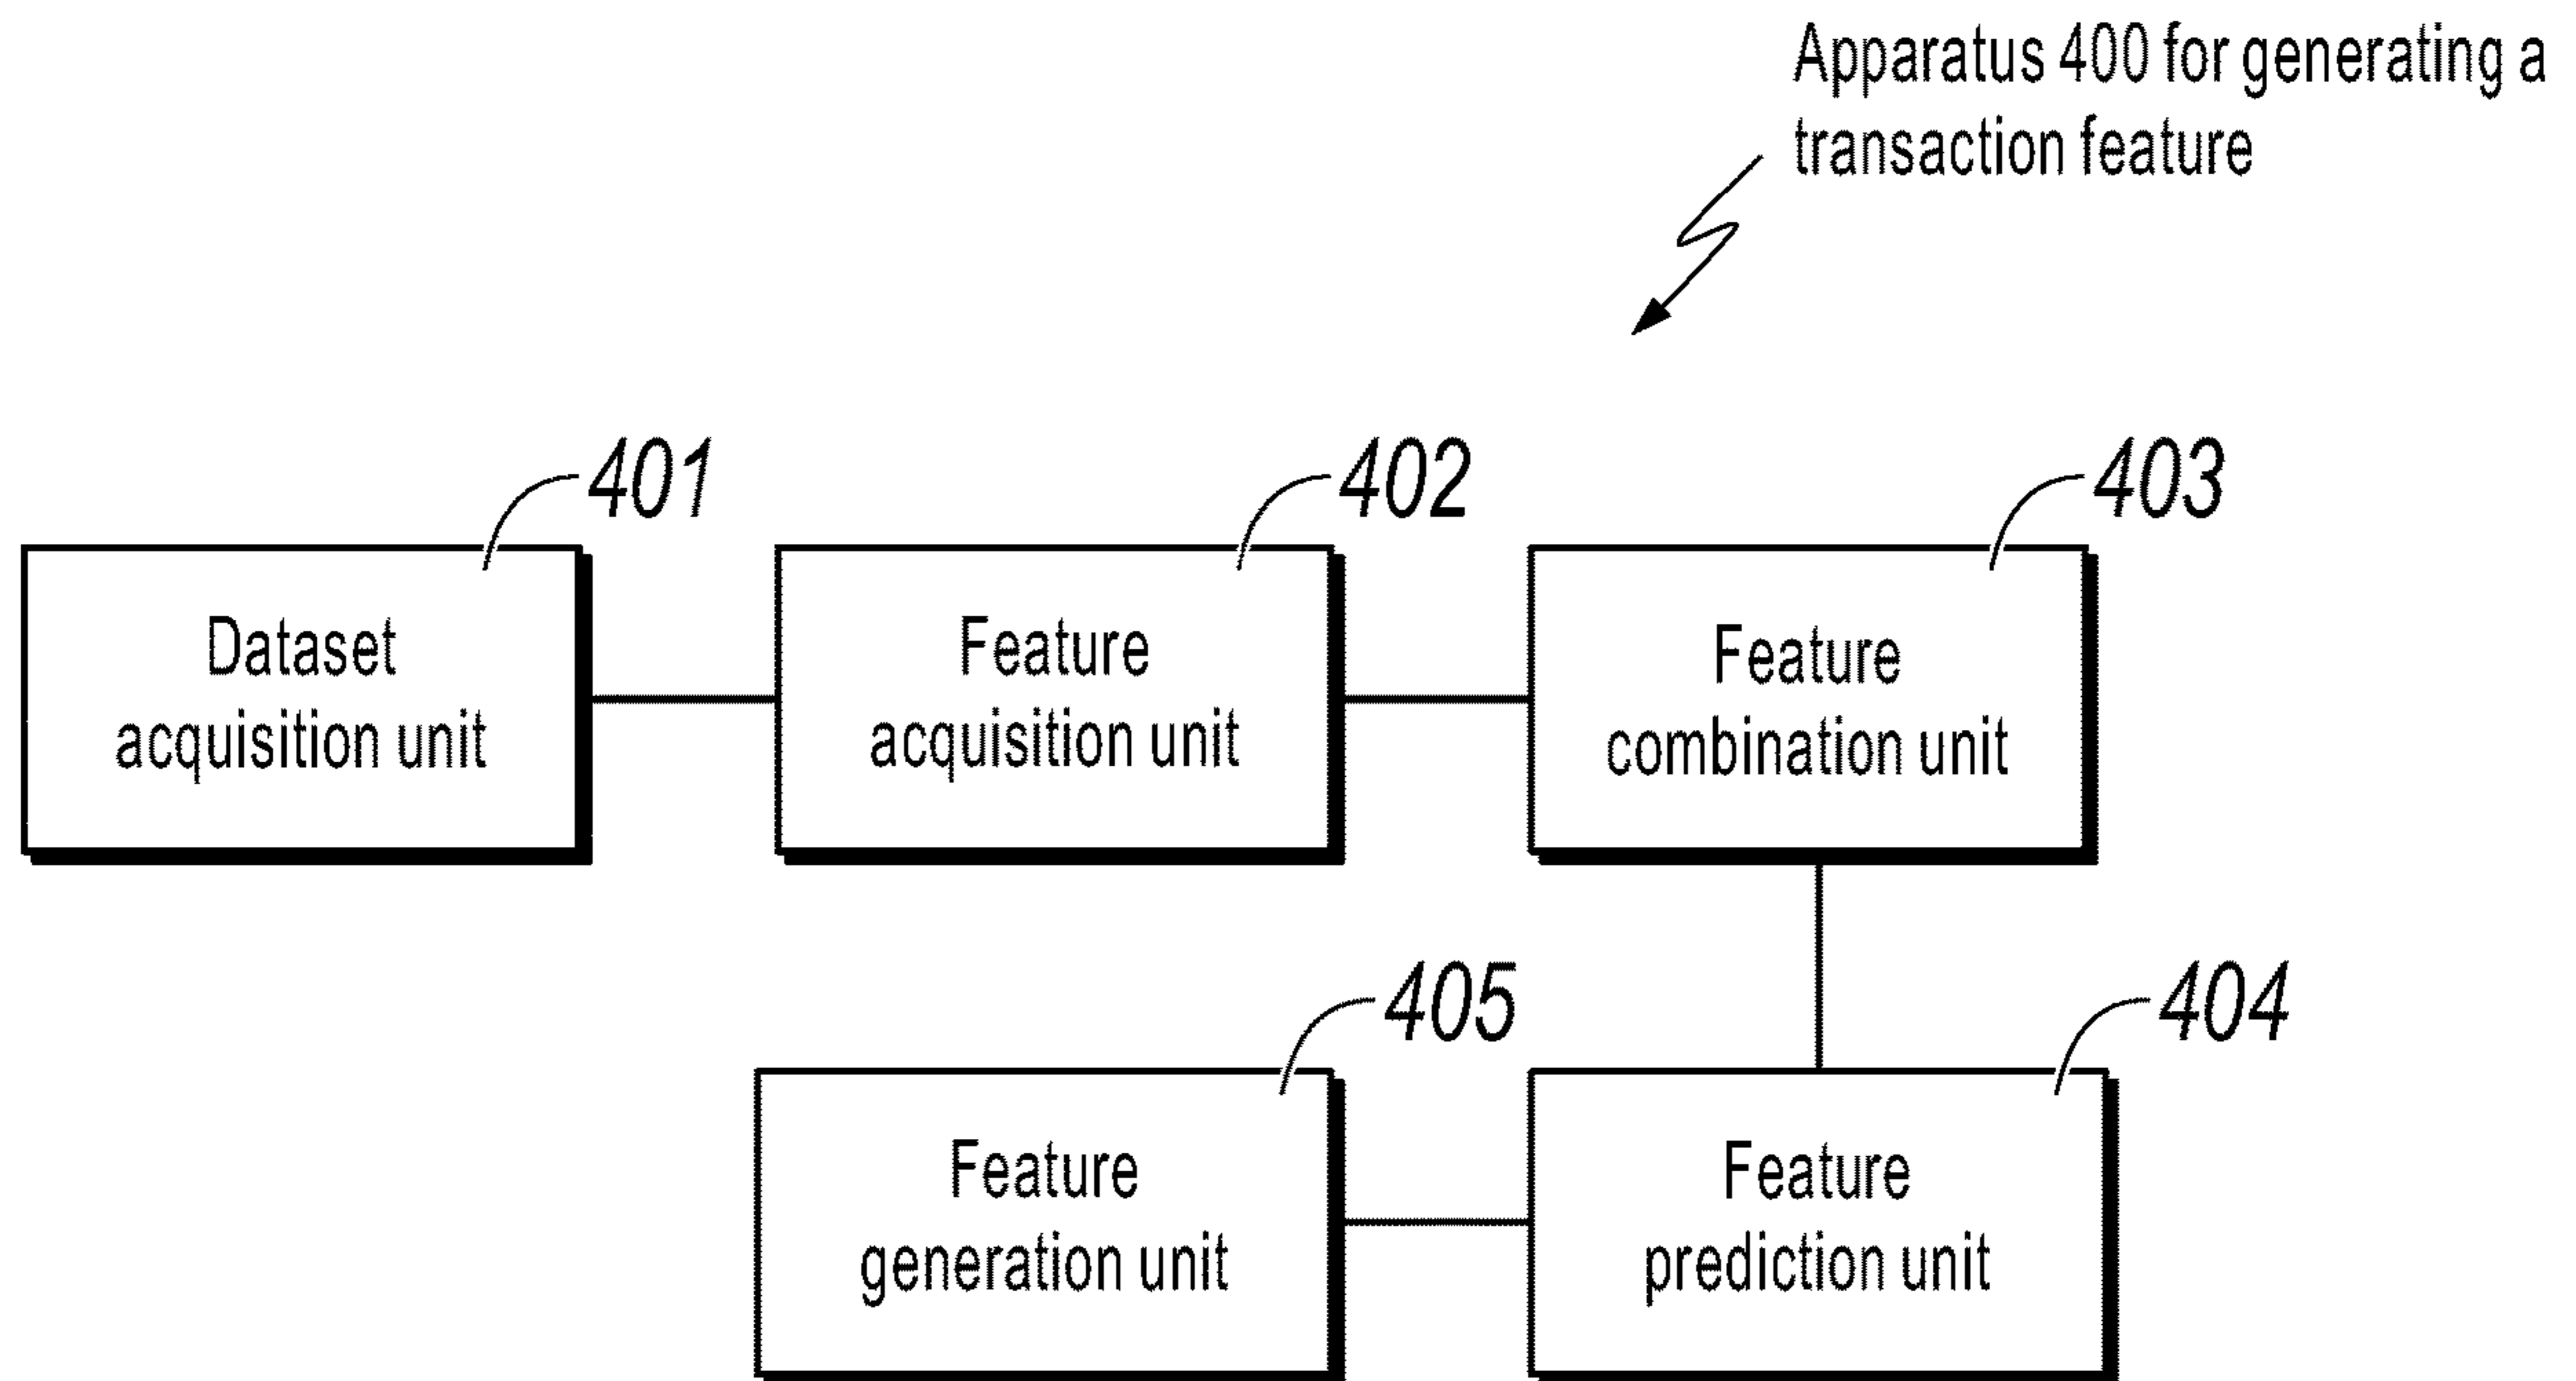 Apparatus 400 for generating a
transaction feature
401
402
403
Dataset
acquisition unit
Feature
acquisition unit
Feature
combination unit
405
404
Feature
generation unit
Feature
prediction unit